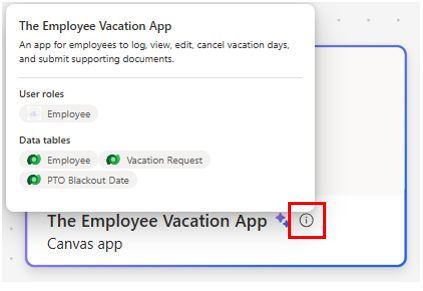 The Employee Vacation App
An app for employees to log, view, edit, cancel vacation days,
and submit supporting documents.
User roles
Employee
Data tables
Employee Vacation Request
PTO Blackout Date
The Employee Vacation App
Canvas app